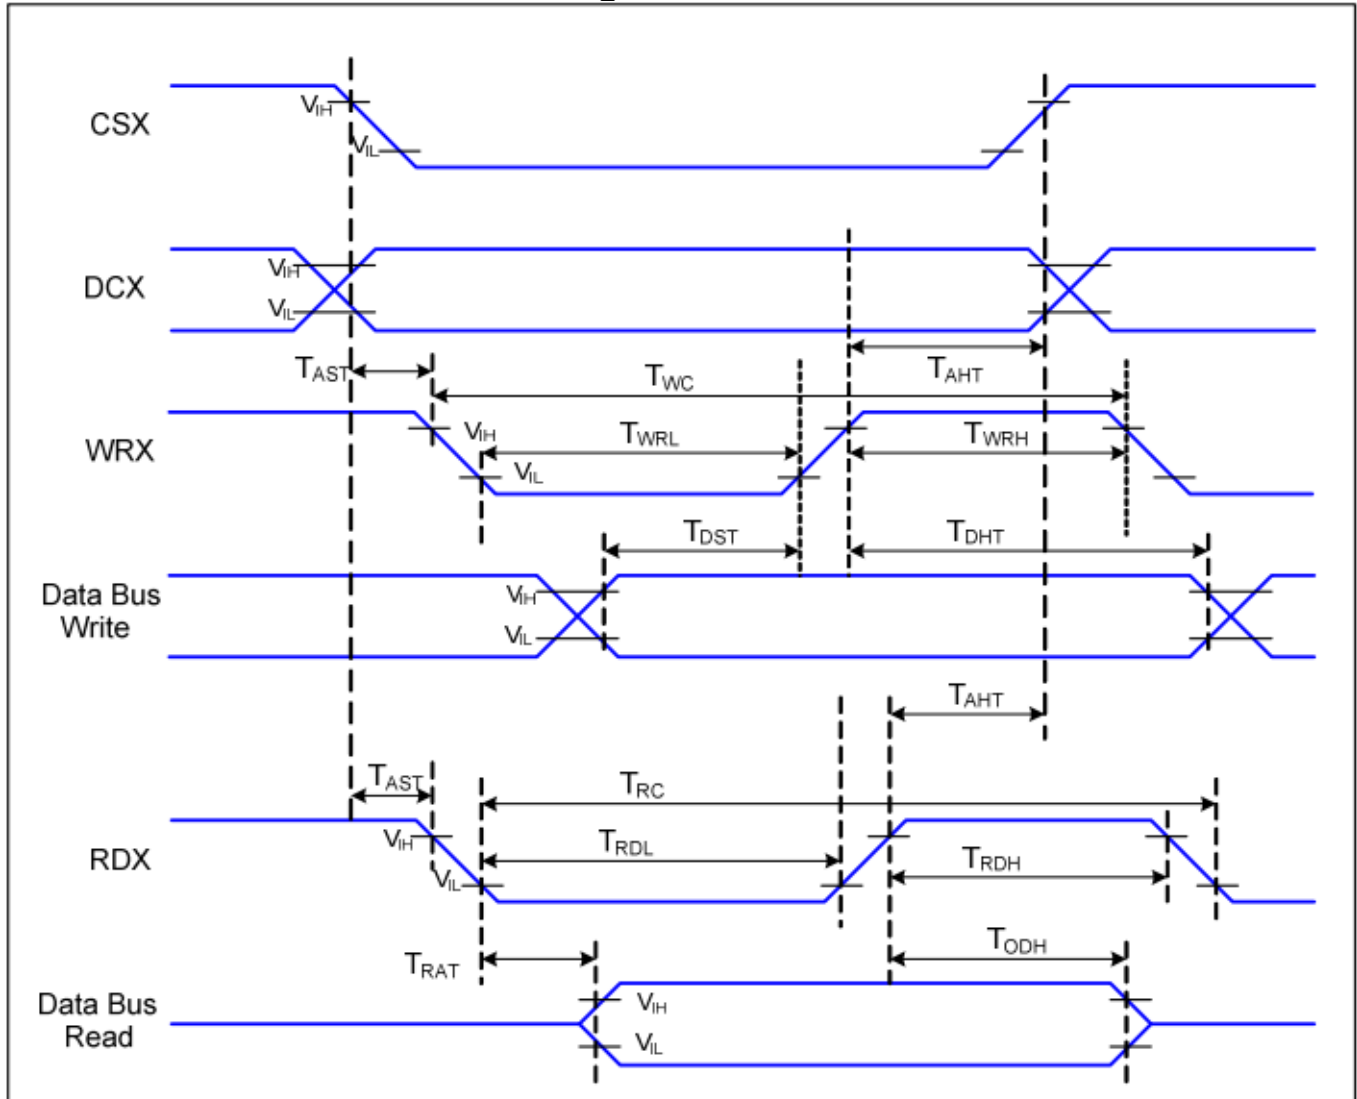 CSX
VIH
VIL
DCX
VIH
VIL
TAST
TWC
TAHT
WRX
VIH
TWRL
TWRH
VIL
TDST
TDHT
Data Bus
Write
VIH
VIL
TAHT
TAST
TRC
RDX
VIH
TRDL
TRDH
VIL
TRAT
TODH
Data Bus
Read
VIH
VIL